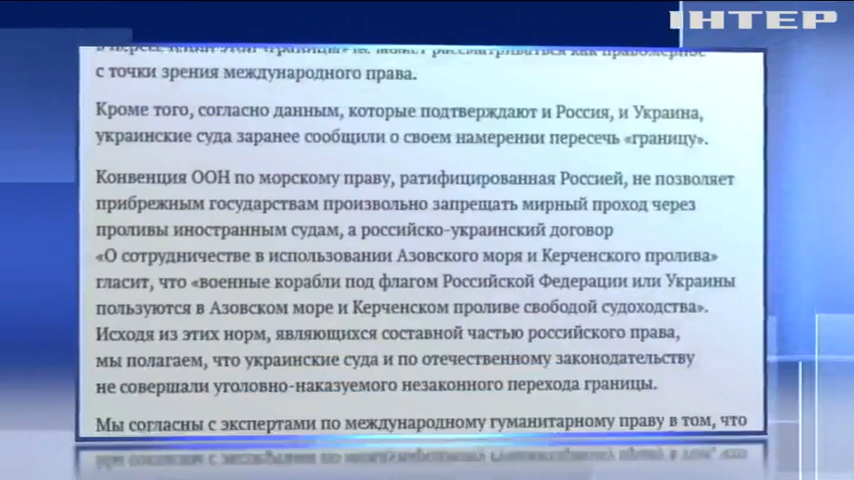 ІНТЕР
с точки зрения международного права.
Кроме того, согласно данным, которые подтверждают и Россия, и Украина,
украинские суда заранее сообщили о своем намерении пересечь «границу».
Конвенция ООН по морскому праву, ратифицированная Россией, не позволяет
прибрежным государствам произвольно запрещать мирный проход через
проливы иностранным судам, а российско-украинский договор
«О сотрудничестве в использовании Азовского моря и Керченского пролива»
гласит, что «военные корабли под флагом Российской Федерации или Украины
пользуются в Азовском море и Керченском проливе свободой судоходства».
Исходя из этих норм, являющихся составной частью российского права,
мы полагаем, что украинские суда и по отечественному законодательству
не совершали уголовно-наказуемого незаконного перехода границы.
Мы согласны с экспертами по международному гуманитарному праву в том, что